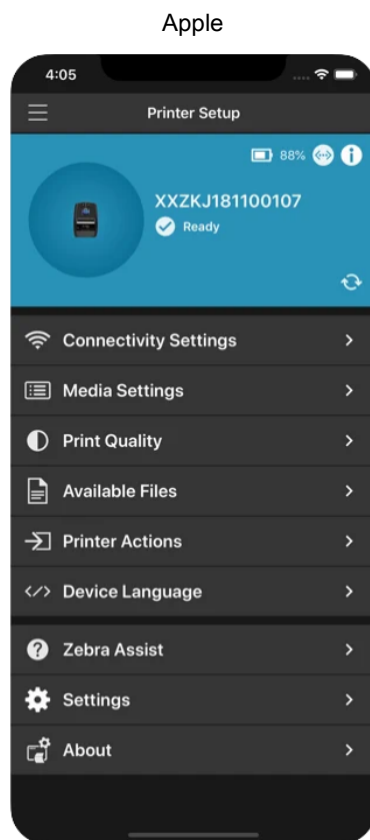 Apple
4:05
Printer Setup
88%
XXZKJ181100107
Ready
Connectivity Settings
Media Settings
Print Quality
Available Files
Printer Actions
Device Language
Zebra Assist
Settings
About